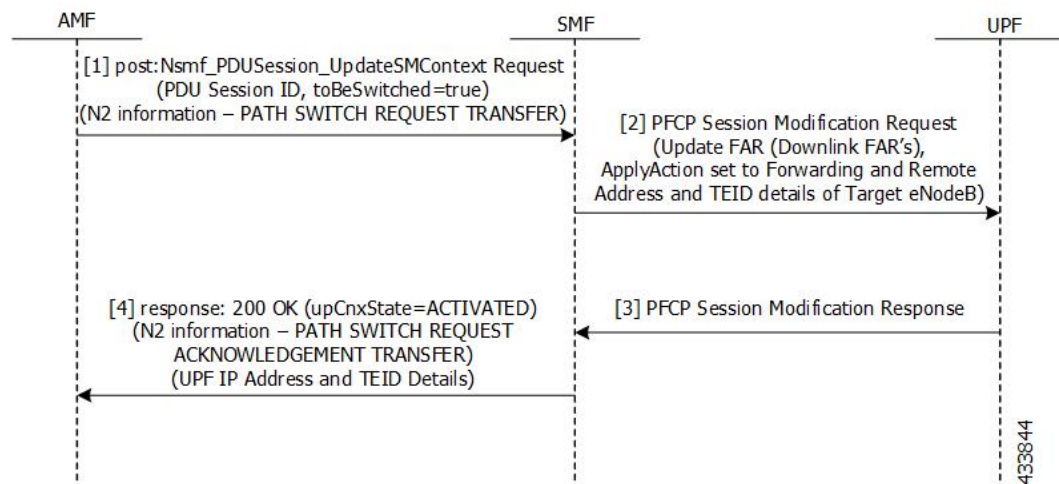 AMF
SMF
UPF
[1] post:Nsmf_PDUSession_UpdateSMContext Request
(PDU Session ID, toBeSwitched=true)
(N2 information – PATH SWITCH REQUEST TRANSFER)
[2] PFCP Session Modification Request
(Update FAR (Downlink FAR's),
ApplyAction set to Forwarding and Remote
Address and TEID details of Target eNodeB)
[3] PFCP Session Modification Response
[4] response: 200 OK (upCnxState=ACTIVATED)
(N2 information – PATH SWITCH REQUEST
ACKNOWLEDGEMENT TRANSFER)
(UPF IP Address and TEID Details)
433844